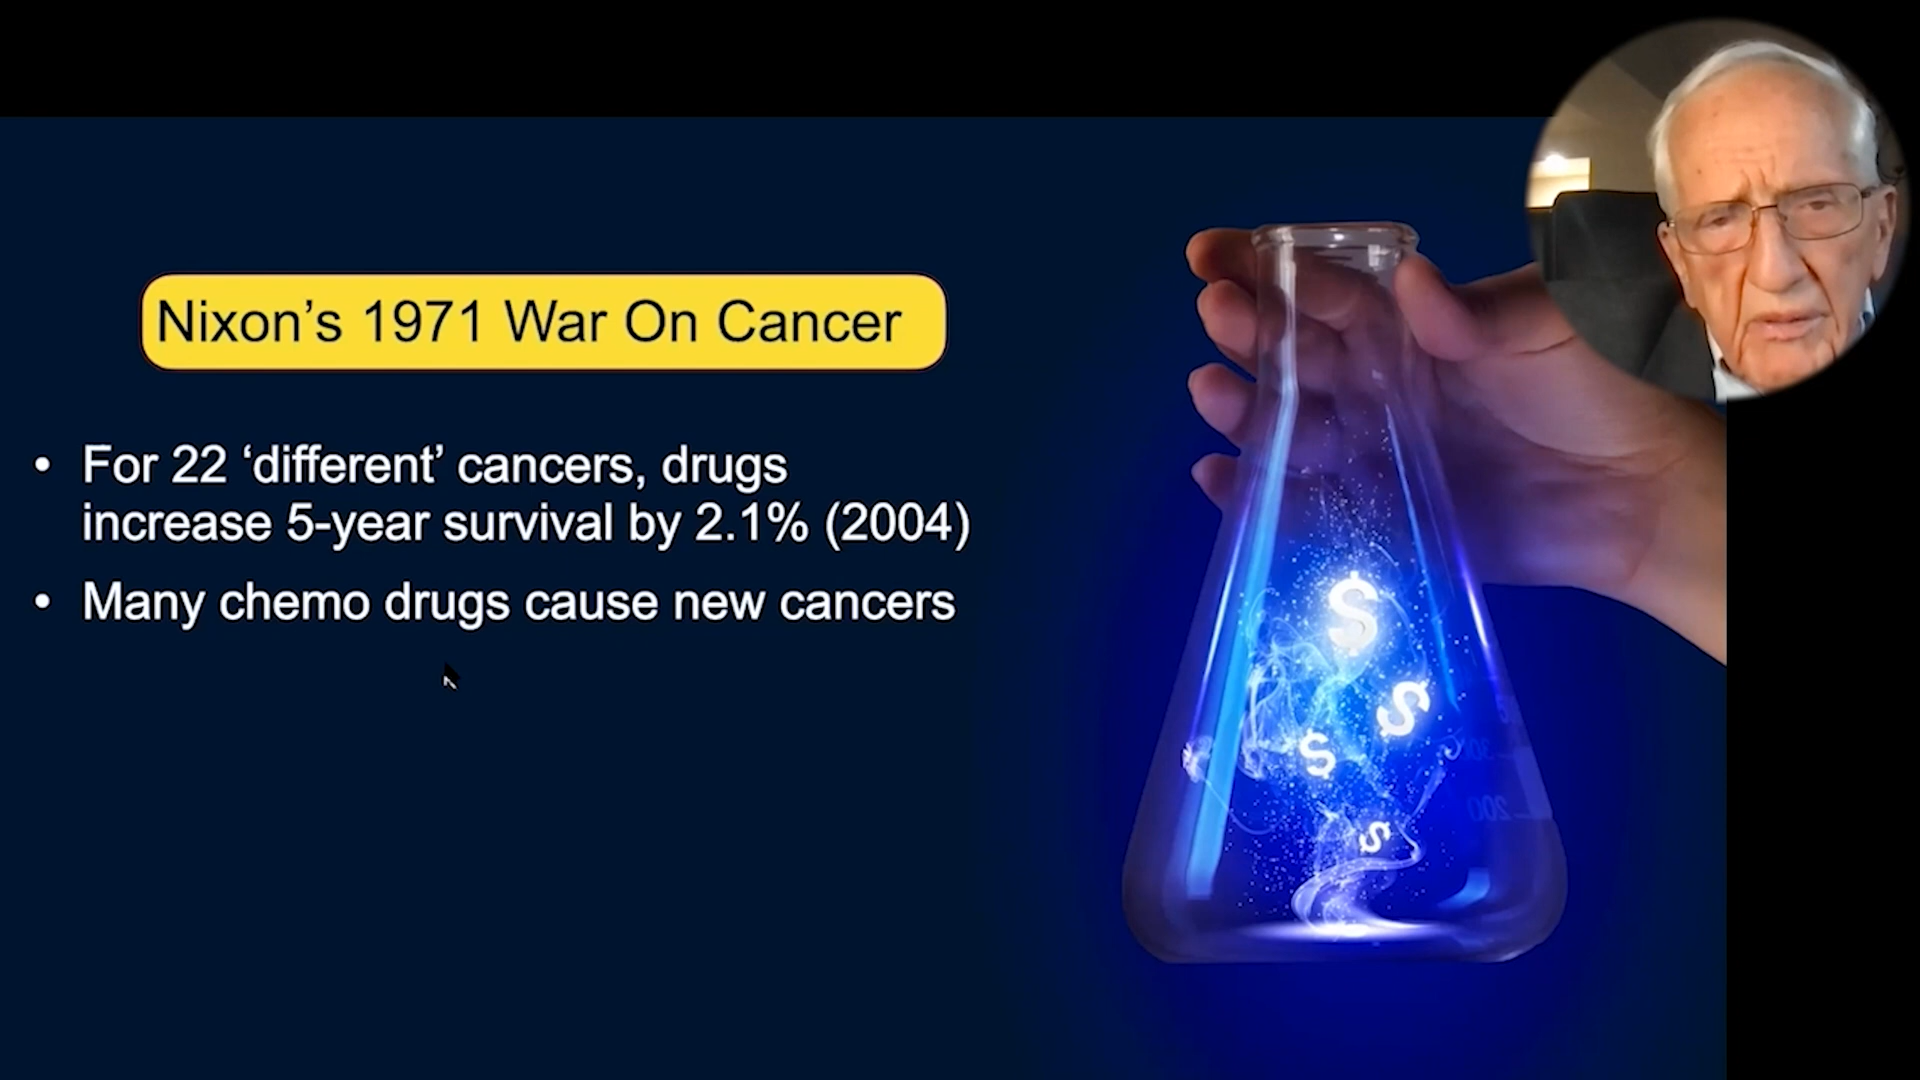 Nixon’s 1971 War On Cancer
• For 22 ‘different’ cancers, drugs
increase 5-year survival by 2.1% (2004)
• Many chemo drugs cause new cancers
$
$
$
$
200